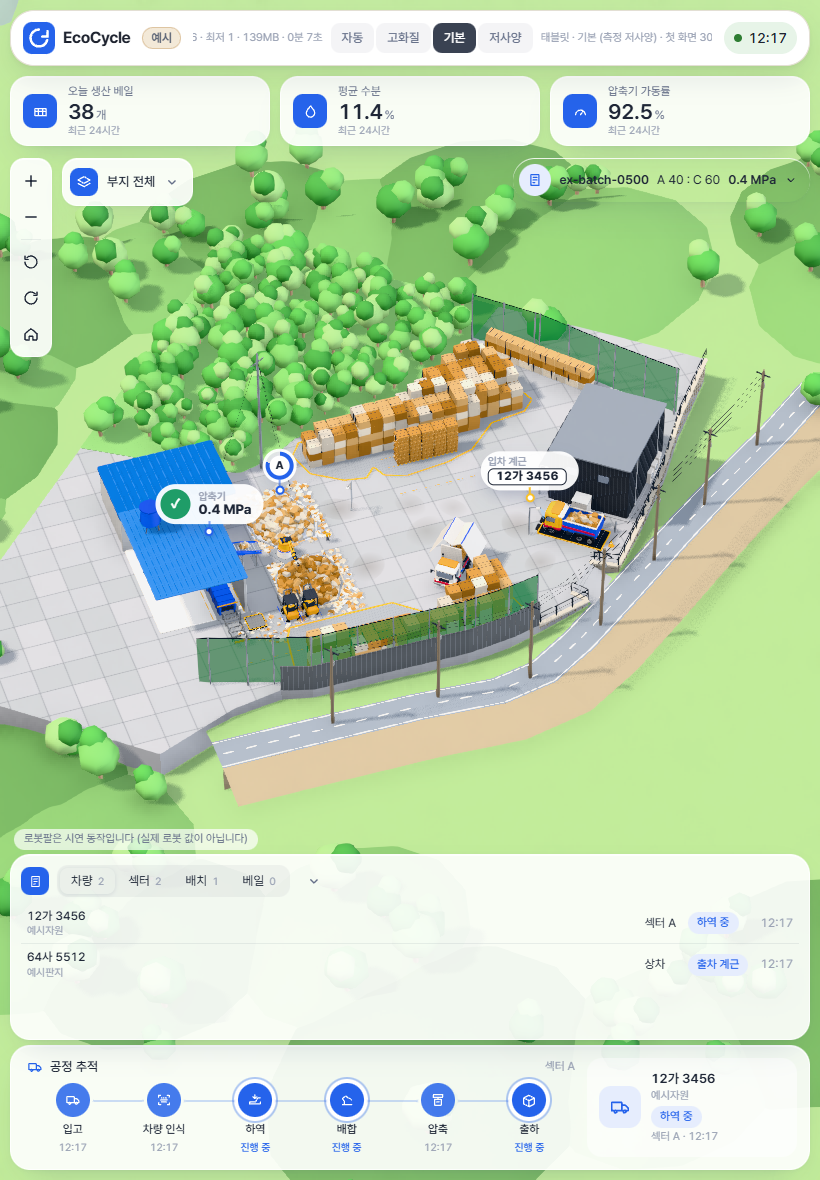 EcoCycle
예시
· 최저 1 · 139MB · 0분 7초
자동
고화질
기본
저사양
태블릿 · 기본 (측정 저사양) · 첫 화면 30
12:17
오늘 생산 베일
38개
최근 24시간
평균 수분
11.4%
최근 24시간
압축기 가동률
92.5%
최근 24시간
부지 전체
ex-batch-0500 A 40 : C 60 0.4 MPa
A
입차 계근
12가 3456
압축기
0.4 MPa
로봇팔은 시연 동작입니다 (실제 로봇 값이 아닙니다)
차량 2
섹터 2
배치 1
베일 0
12가 3456
예시자원
섹터 A
하역 중
12:17
64사 5512
예시판지
상차
출차 계근
12:17
공정 추적
섹터 A
입고
12:17
차량 인식
12:17
하역
진행 중
배합
진행 중
압축
12:17
출하
진행 중
12가 3456
예시자원
하역 중
섹터 A · 12:17